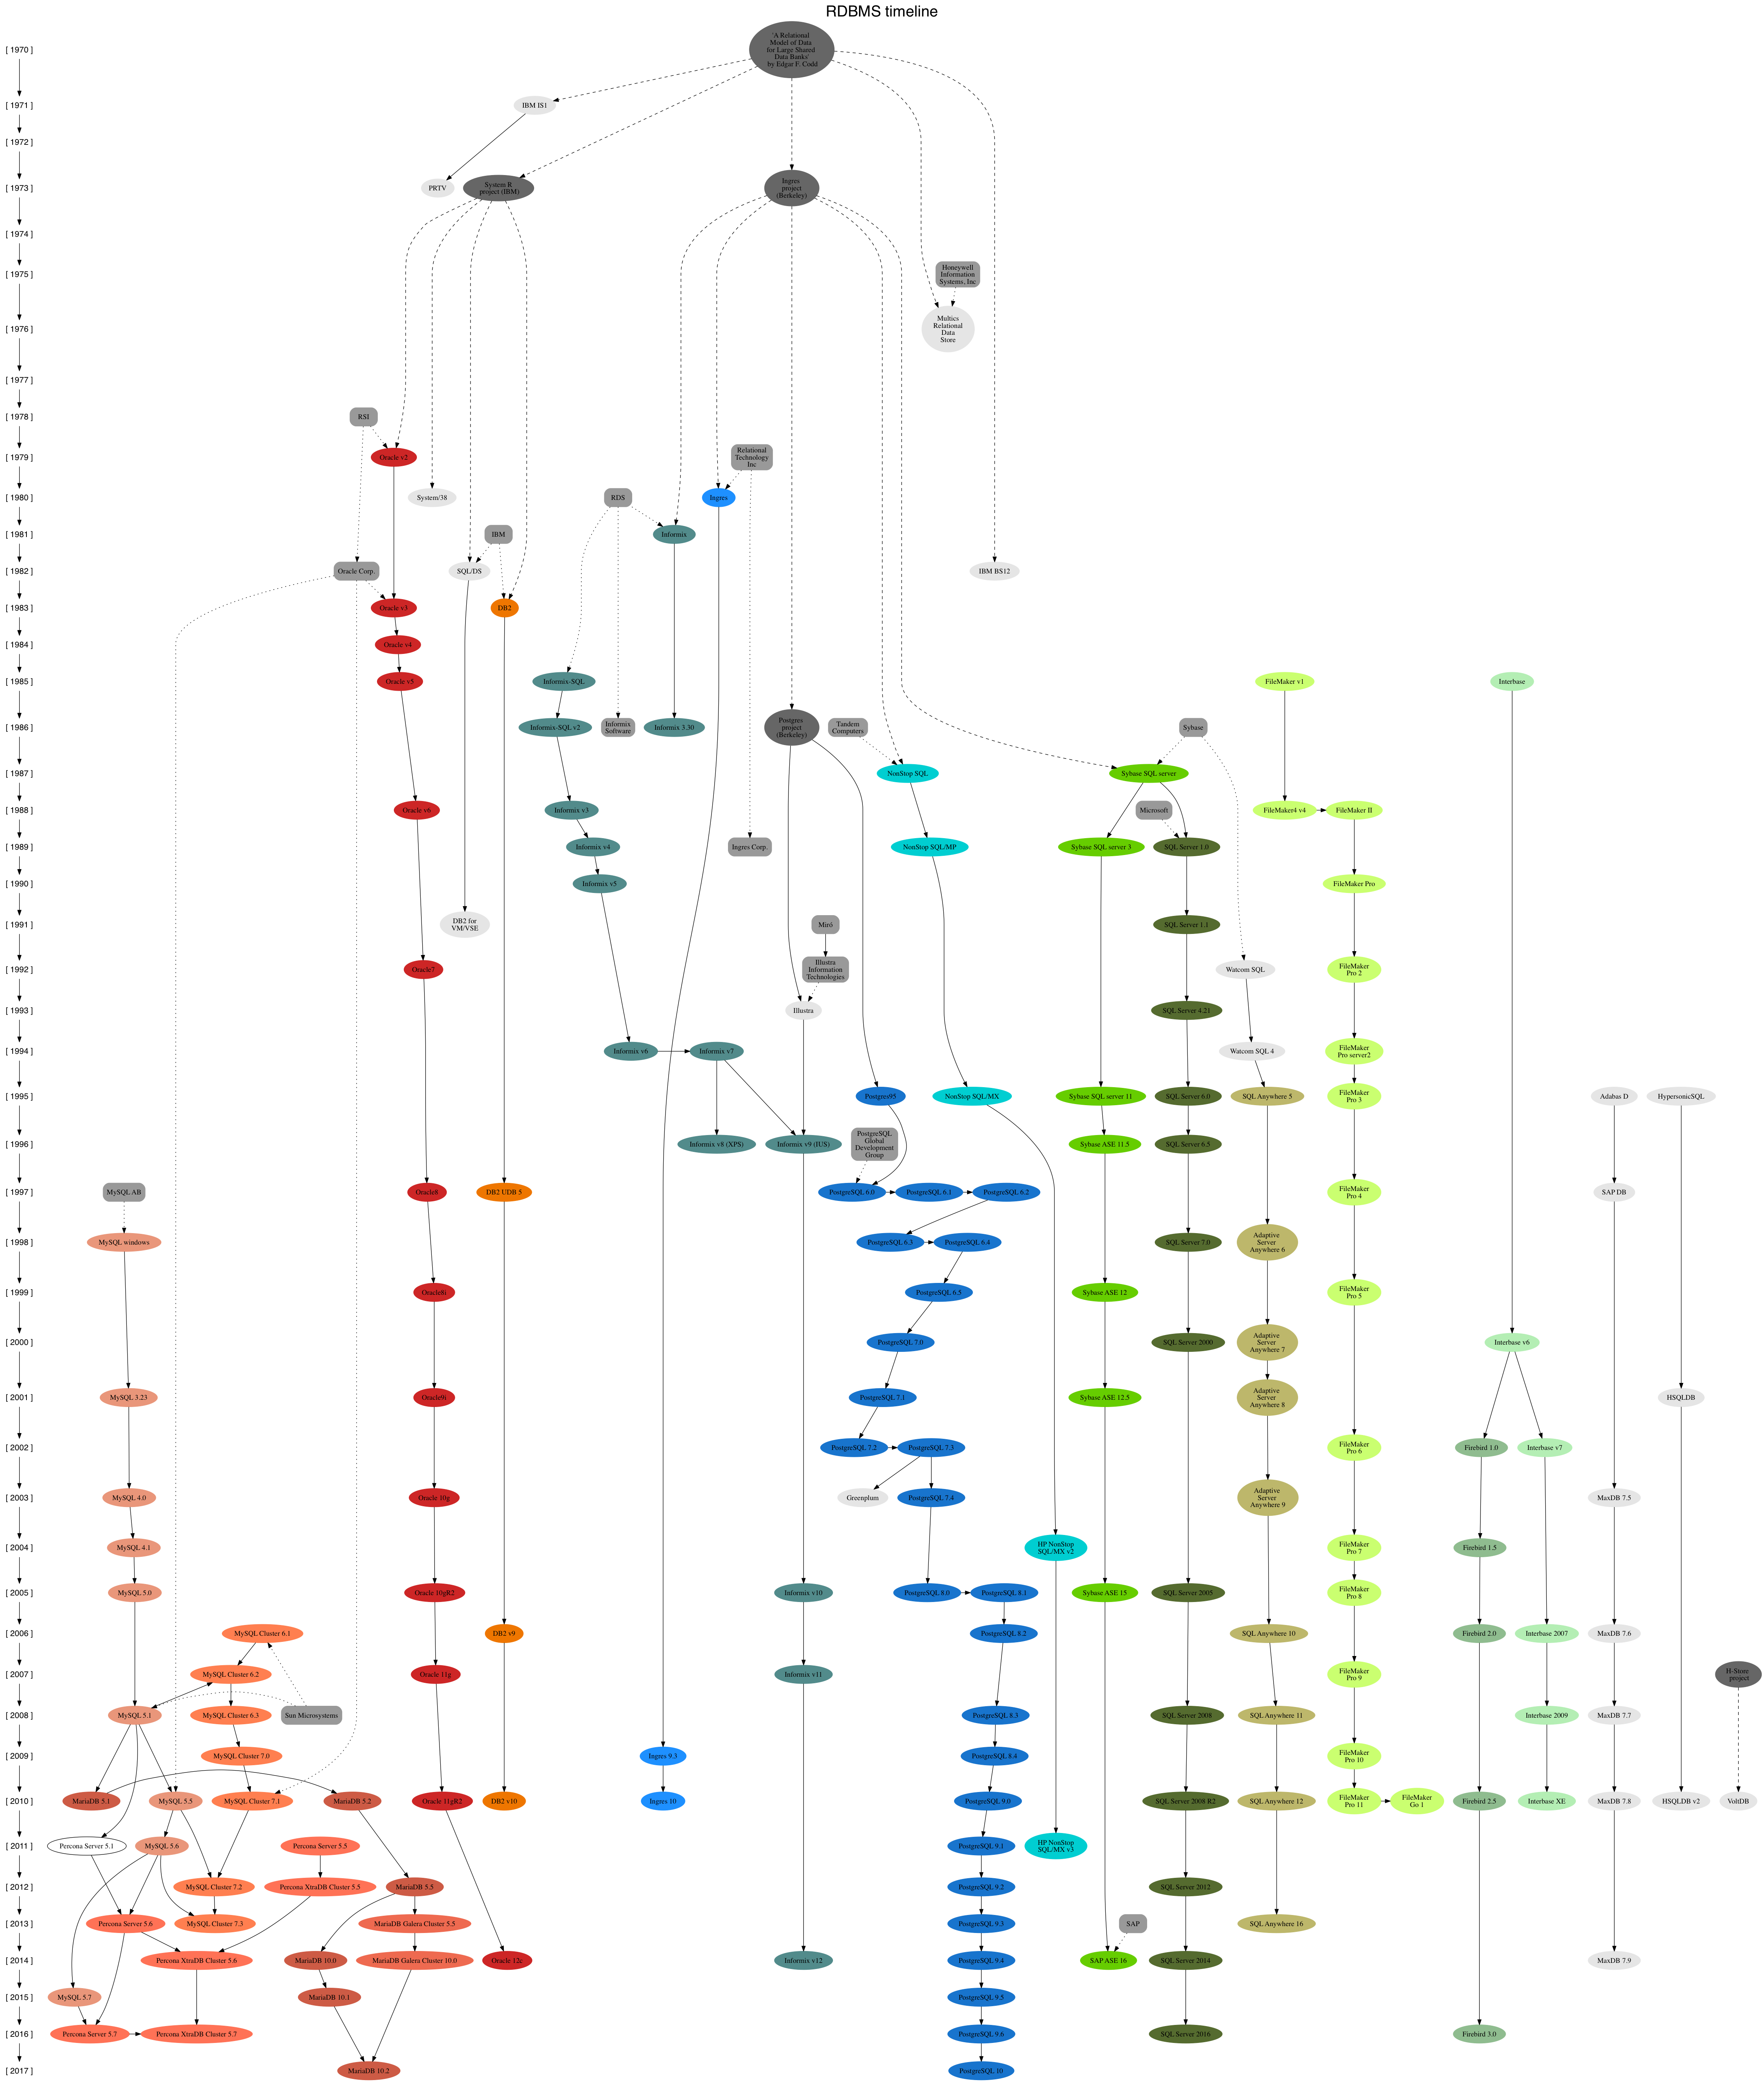 RDBMS timeline
[ 1970 ]
'A Relational
Model of Data
for Large Shared
Data Banks'
by Edgar F. Codd
[ 1971 ]
IBM IS1
[ 1972 ]
[ 1973 ]
PRTV
System R
project (IBM)
Ingres
project
(Berkeley)
[ 1974 ]
[ 1975 ]
Honeywell
Information
Systems, Inc
[ 1976 ]
Multics
Relational
Data
Store
[ 1977 ]
[ 1978 ]
RSI
[ 1979 ]
Oracle v2
Relational
Technology
Inc
[ 1980 ]
System/38
RDS
Ingres
[ 1981 ]
IBM
Informix
[ 1982 ]
Oracle Corp.
SQL/DS
IBM BS12
[ 1983 ]
Oracle v3
DB2
[ 1984 ]
Oracle v4
[ 1985 ]
Oracle v5
Informix-SQL
FileMaker v1
Interbase
[ 1986 ]
Informix-SQL v2
Informix
Software
Informix 3.30
Postgres
project
(Berkeley)
Tandem
Computers
Sybase
[ 1987 ]
NonStop SQL
Sybase SQL server
[ 1988 ]
Oracle v6
Informix v3
Microsoft
FileMaker4 v4
FileMaker II
[ 1989 ]
Informix v4
Ingres Corp.
NonStop SQL/MP
Sybase SQL server 3
SQL Server 1.0
[ 1990 ]
Informix v5
FileMaker Pro
[ 1991 ]
DB2 for
VM/VSE
Miró
SQL Server 1.1
[ 1992 ]
Oracle7
Illustra
Information
Technologies
Watcom SQL
FileMaker
Pro 2
[ 1993 ]
Illustra
SQL Server 4.21
[ 1994 ]
Informix v6
Informix v7
Watcom SQL 4
FileMaker
Pro server2
[ 1995 ]
Postgres95
NonStop SQL/MX
Sybase SQL server 11
SQL Server 6.0
SQL Anywhere 5
FileMaker
Pro 3
Adabas D
HypersonicSQL
[ 1996 ]
Informix v8 (XPS)
Informix v9 (IUS)
PostgreSQL
Global
Development
Group
Sybase ASE 11.5
SQL Server 6.5
[ 1997 ]
MySQL AB
Oracle8
DB2 UDB 5
PostgreSQL 6.0
PostgreSQL 6.1
PostgreSQL 6.2
FileMaker
Pro 4
SAP DB
[ 1998 ]
MySQL windows
PostgreSQL 6.3
PostgreSQL 6.4
SQL Server 7.0
Adaptive
Server
Anywhere 6
[ 1999 ]
Oracle8i
PostgreSQL 6.5
Sybase ASE 12
FileMaker
Pro 5
[ 2000 ]
PostgreSQL 7.0
SQL Server 2000
Adaptive
Server
Anywhere 7
Interbase v6
[ 2001 ]
MySQL 3.23
Oracle9i
PostgreSQL 7.1
Sybase ASE 12.5
Adaptive
Server
Anywhere 8
HSQLDB
[ 2002 ]
PostgreSQL 7.2
PostgreSQL 7.3
FileMaker
Pro 6
Firebird 1.0
Interbase v7
[ 2003 ]
MySQL 4.0
Oracle 10g
Greenplum
PostgreSQL 7.4
Adaptive
Server
Anywhere 9
MaxDB 7.5
[ 2004 ]
MySQL 4.1
HP NonStop
SQL/MX v2
FileMaker
Pro 7
Firebird 1.5
[ 2005 ]
MySQL 5.0
Oracle 10gR2
Informix v10
PostgreSQL 8.0
PostgreSQL 8.1
Sybase ASE 15
SQL Server 2005
FileMaker
Pro 8
[ 2006 ]
MySQL Cluster 6.1
DB2 v9
PostgreSQL 8.2
SQL Anywhere 10
Firebird 2.0
Interbase 2007
MaxDB 7.6
[ 2007 ]
MySQL Cluster 6.2
Oracle 11g
Informix v11
FileMaker
Pro 9
H-Store
project
[ 2008 ]
MySQL 5.1
MySQL Cluster 6.3
Sun Microsystems
PostgreSQL 8.3
SQL Server 2008
SQL Anywhere 11
Interbase 2009
MaxDB 7.7
[ 2009 ]
MySQL Cluster 7.0
Ingres 9.3
PostgreSQL 8.4
FileMaker
Pro 10
[ 2010 ]
MariaDB 5.1
MySQL 5.5
MySQL Cluster 7.1
MariaDB 5.2
Oracle 11gR2
DB2 v10
Ingres 10
PostgreSQL 9.0
SQL Server 2008 R2
SQL Anywhere 12
FileMaker
Pro 11
FileMaker
Go 1
Firebird 2.5
Interbase XE
MaxDB 7.8
HSQLDB v2
VoltDB
[ 2011 ]
Percona Server 5.1
MySQL 5.6
Percona Server 5.5
PostgreSQL 9.1
HP NonStop
SQL/MX v3
[ 2012 ]
MySQL Cluster 7.2
Percona XtraDB Cluster 5.5
MariaDB 5.5
PostgreSQL 9.2
SQL Server 2012
[ 2013 ]
Percona Server 5.6
MySQL Cluster 7.3
MariaDB Galera Cluster 5.5
PostgreSQL 9.3
SAP
SQL Anywhere 16
[ 2014 ]
Percona XtraDB Cluster 5.6
MariaDB 10.0
MariaDB Galera Cluster 10.0
Oracle 12c
Informix v12
PostgreSQL 9.4
SAP ASE 16
SQL Server 2014
MaxDB 7.9
[ 2015 ]
MySQL 5.7
MariaDB 10.1
PostgreSQL 9.5
[ 2016 ]
Percona Server 5.7
Percona XtraDB Cluster 5.7
PostgreSQL 9.6
SQL Server 2016
Firebird 3.0
[ 2017 ]
MariaDB 10.2
PostgreSQL 10